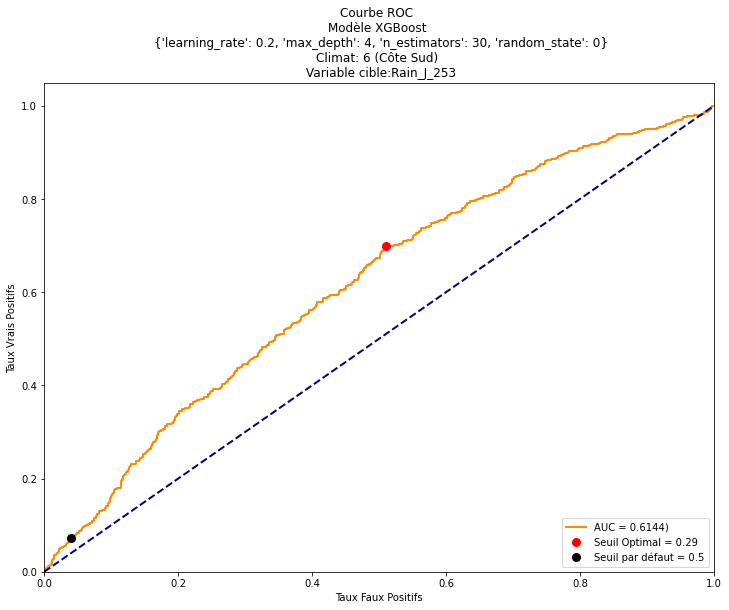 Courbe ROC
Modèle XGBoost
{'learning_rate': 0.2, 'max_depth': 4, 'n_estimators': 30, 'random_state': 0}
Climat: 6 (Côte Sud)
Variable cible:Rain_J_253
1.0
0.8
0.6
0.4
0.2
0.0
Taux Vrais Positifs
0.0 0.2 0.4 0.6 0.8 1.0
Taux Faux Positifs
AUC = 0.6144)
Seuil Optimal = 0.29
Seuil par défaut = 0.5